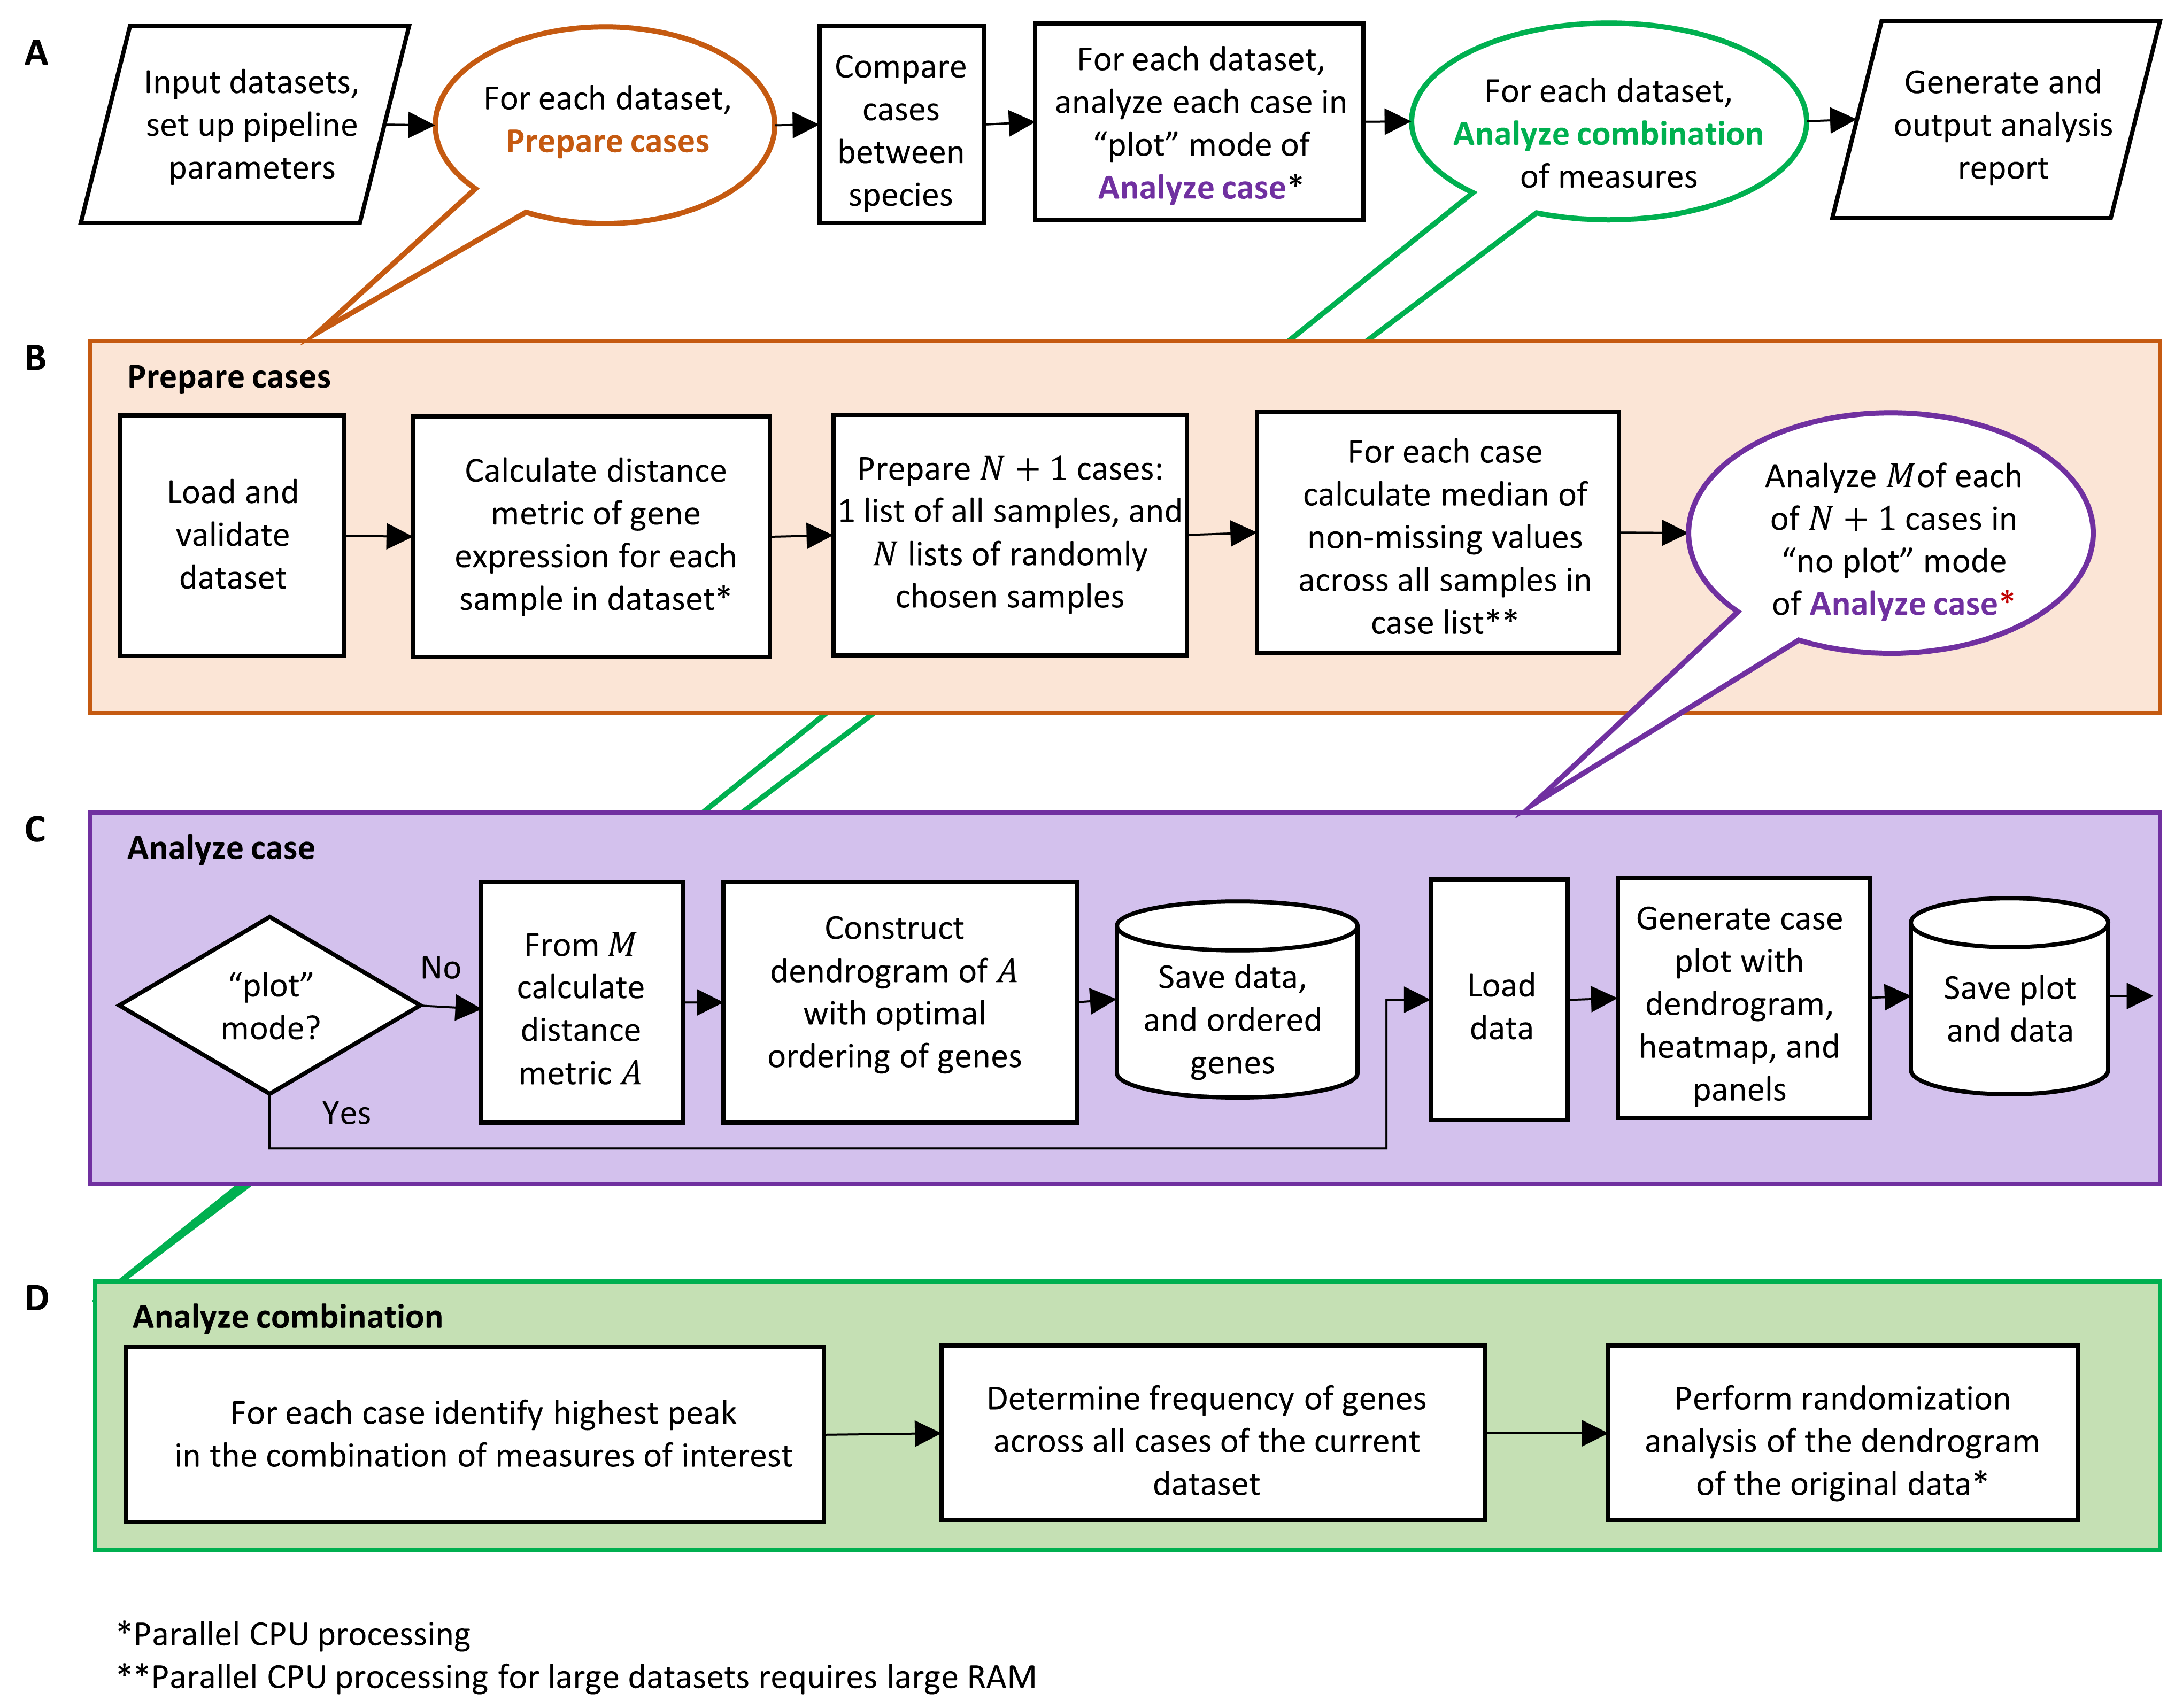 A
Input datasets,
set up pipeline
parameters
For each dataset,
Prepare cases
Compare
cases
between
species
For each dataset,
analyze each case in
“plot” mode of
Analyze case*
For each dataset,
Analyze combination
of measures
Generate and
output analysis
report
B
Prepare cases
Load and
validate
dataset
Calculate distance
metric of gene
expression for each
sample in dataset*
Prepare N + 1 cases:
1 list of all samples, and
N lists of randomly
chosen samples
For each case
calculate median of
non-missing values
across all samples in
case list**
Analyze M of each
of N + 1 cases in
“no plot” mode
of Analyze case*
C
Analyze case
“plot”
mode?
No
Yes
From M
calculate
distance
metric A
Construct
dendrogram of A
with optimal
ordering of genes
Save data,
and ordered
genes
Load
data
Generate case
plot with
dendrogram,
heatmap, and
panels
Save plot
and data
D
Analyze combination
For each case identify highest peak
in the combination of measures of interest
Determine frequency of genes
across all cases of the current
dataset
Perform randomization
analysis of the dendrogram
of the original data*
*Parallel CPU processing
**Parallel CPU processing for large datasets requires large RAM